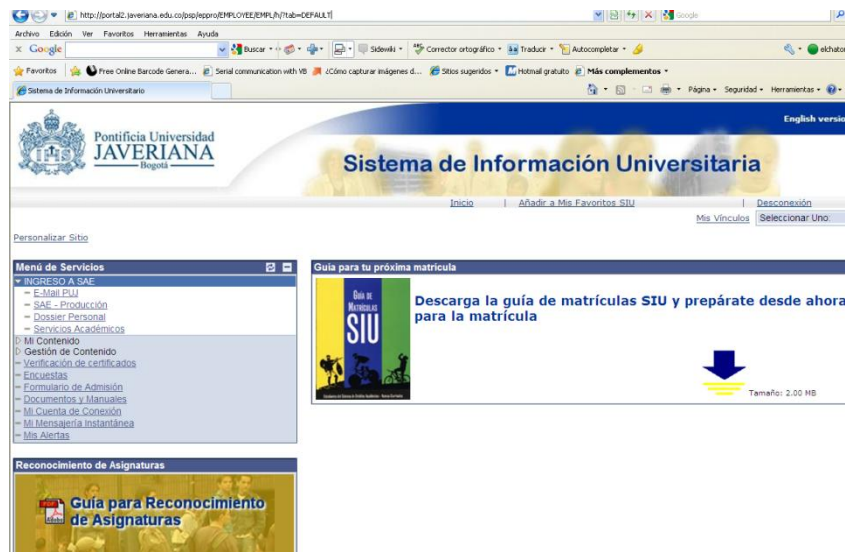 http://portal2.javeriana.edu.co/psp/eppro/EMPLOYEE/EMPL/h/?tab=DEFAULT
Google
Archivo Edición Ver Favoritos Herramientas Ayuda
x Google Buscar Sidewiki Corrector ortográfico Traducir Autocompletar elchator
Favoritos Free Online Barcode Genera... Serial communication with VB ¿Cómo capturar imágenes d... Sitios sugeridos Hotmail gratuito Más complementos
Sistema de Información Universitario Página Seguridad Herramientas
English versio
Pontificia Universidad
JAVERIANA
Bogotá
Sistema de Información Universitaria
Inicio | Añadir a Mis Favoritos SIU | Desconexión
Mis Vínculos Seleccionar Uno:
Personalizar Sitio
Menú de Servicios
INGRESO A SAE
E-Mail PUJ
SAE - Producción
Dossier Personal
Servicios Académicos
Mi Contenido
Gestión de Contenido
Verificación de certificados
Encuestas
Formulario de Admisión
Documentos y Manuales
Mi Cuenta de Conexión
Mi Mensajería Instantánea
Mis Alertas
Guia para tu próxima matrícula
Guía de
Matrículas
SIU
Descarga la guía de matrículas SIU y prepárate desde ahora
para la matrícula
Tamaño: 2.00 MB
Reconocimiento de Asignaturas
Guía para Reconocimiento
de Asignaturas